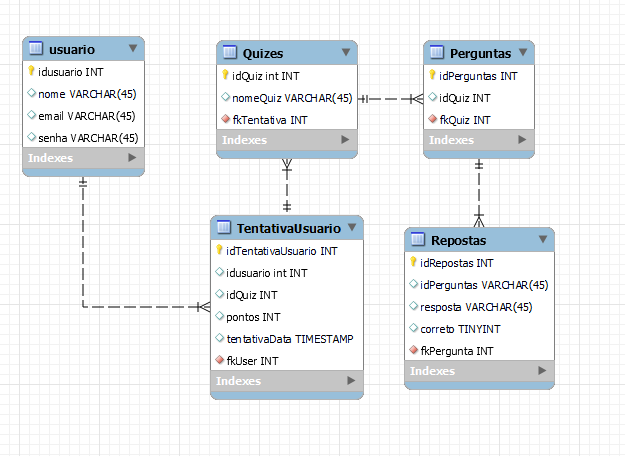 usuario
idusuario INT
nome VARCHAR(45)
email VARCHAR(45)
senha VARCHAR(45)
Indexes
Quizes
idQuiz int INT
nomeQuiz VARCHAR(45)
fkTentativa INT
Indexes
Perguntas
idPerguntas INT
idQuiz INT
fkQuiz INT
Indexes
TentativaUsuario
idTentativaUsuario INT
idusuario int INT
idQuiz INT
pontos INT
tentativaData TIMESTAMP
fkUser INT
Indexes
Repostas
idRepostas INT
idPerguntas VARCHAR(45)
resposta VARCHAR(45)
correto TINYINT
fkPergunta INT
Indexes